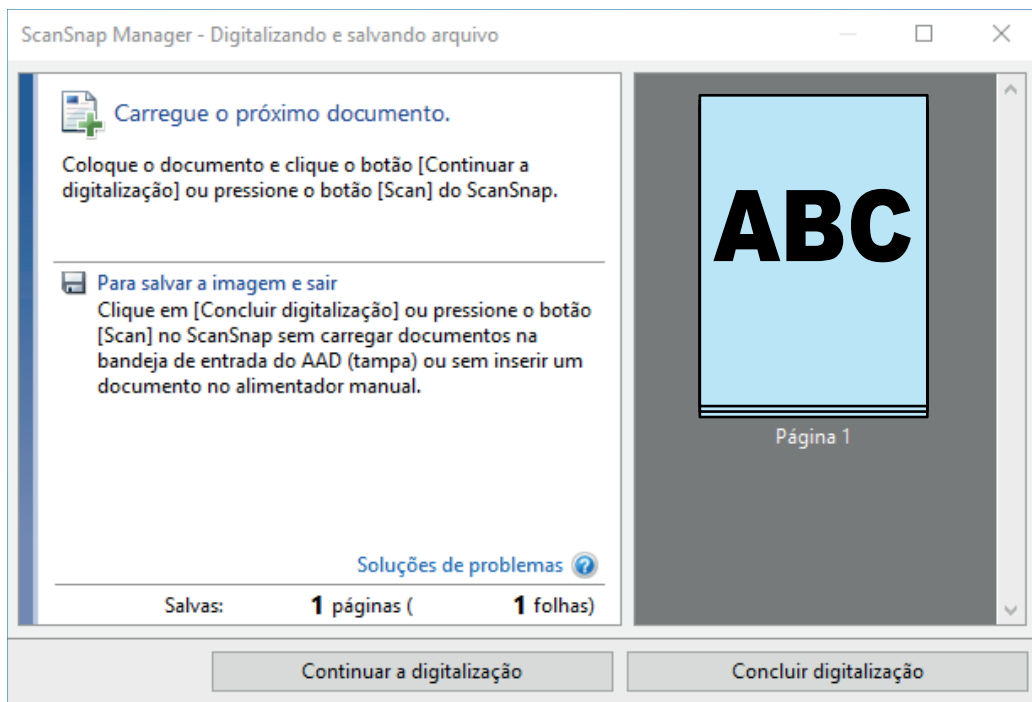 ScanSnap Manager - Digitalizando e salvando arquivo
Carregue o próximo documento.
Coloque o documento e clique o botão [Continuar a
digitalização] ou pressione o botão [Scan] do ScanSnap.
Para salvar a imagem e sair
Clique em [Concluir digitalização] ou pressione o botão
[Scan] no ScanSnap sem carregar documentos na
bandeja de entrada do AAD (tampa) ou sem inserir um
documento no alimentador manual.
Soluções de problemas ?
Salvas: 1 páginas ( 1 folhas)
ABC
Página 1
Continuar a digitalização
Concluir digitalização